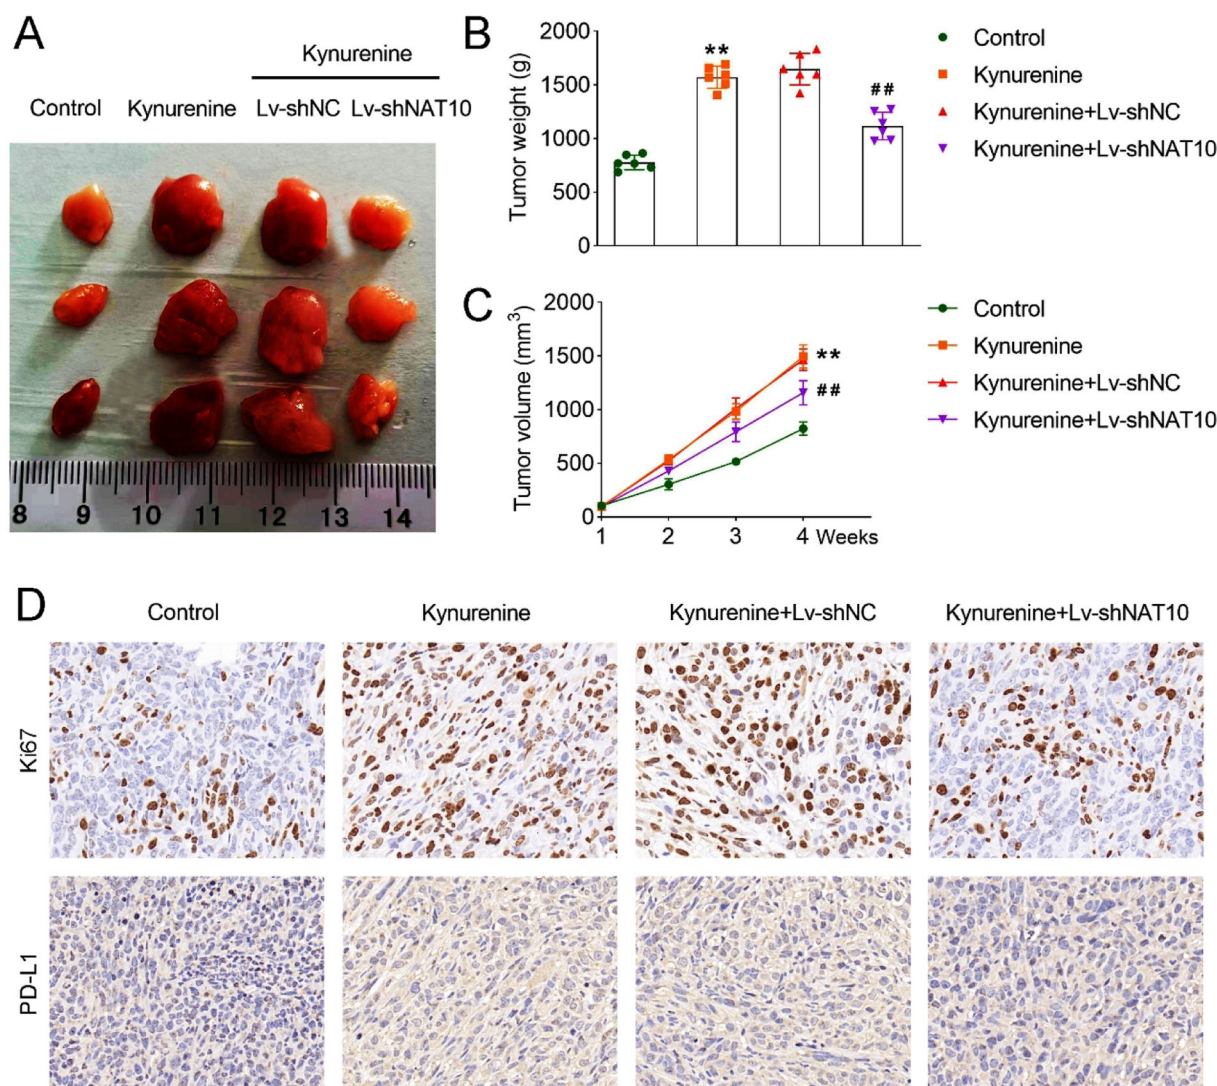 A
Kynurenine
Control Kynurenine Lv-shNC Lv-shNAT10
8 9 10 11 12 13 14
B
Tumor weight (g)
2000
1500
1000
500
0
**
##
Control
Kynurenine
Kynurenine+Lv-shNC
Kynurenine+Lv-shNAT10
C
Tumor volume (mm³)
2000
1500
1000
500
0
1 2 3 4 Weeks
**
##
Control
Kynurenine
Kynurenine+Lv-shNC
Kynurenine+Lv-shNAT10
D
Control Kynurenine Kynurenine+Lv-shNC Kynurenine+Lv-shNAT10
Ki67
PD-L1